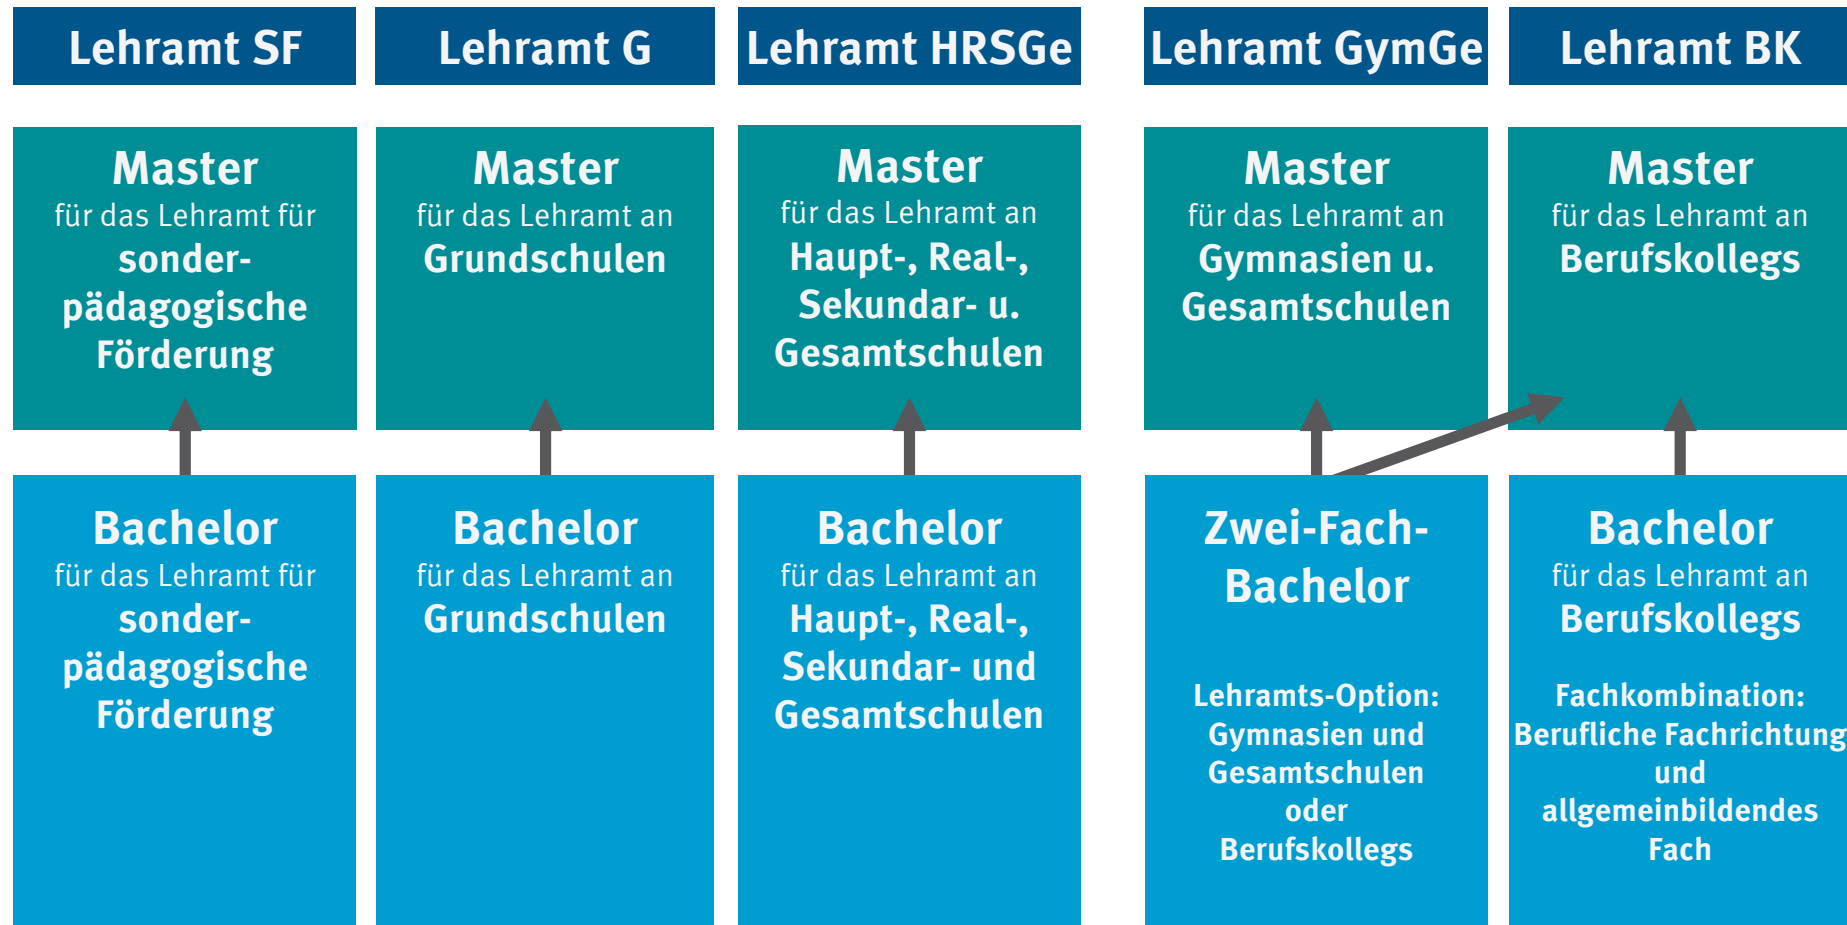 Lehramt SF
Lehramt G
Lehramt HRSGe
Lehramt GymGe
Lehramt BK
Master
für das Lehramt für
sonder-
pädagogische
Förderung
Master
für das Lehramt an
Grundschulen
Master
für das Lehramt an
Haupt-, Real-,
Sekundar- u.
Gesamtschulen
Master
für das Lehramt an
Gymnasien u.
Gesamtschulen
Master
für das Lehramt an
Berufskollegs
Bachelor
für das Lehramt für
sonder-
pädagogische
Förderung
Bachelor
für das Lehramt an
Grundschulen
Bachelor
für das Lehramt an
Haupt-, Real-,
Sekundar- und
Gesamtschulen
Zwei-Fach-
Bachelor
Lehramts-Option:
Gymnasien und
Gesamtschulen
oder
Berufskollegs
Bachelor
für das Lehramt an
Berufskollegs
Fachkombination:
Berufliche Fachrichtung
und
allgemeinbildendes
Fach